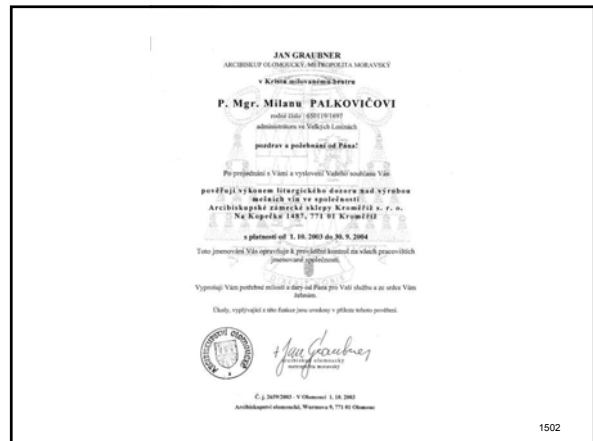 JAN GRAUBNER
ARCIBISKUP OLOMOUCKÝ, METROPOLITA MORAVSKÝ
v Kristu milovanému bratru
P. Mgr. Milanu PALKOVIČOVI
rodné číslo : 650119/1697
administrátoru ve Velkých Losinách
pozdrav a požehnání od Pána!
Po projednání s Vámi a vyslovení Vašeho souhlasu Vás
pověřuji výkonem liturgického dozoru nad výrobou
mešních vín ve společnosti
Arcibiskupské zámecké sklepy Kroměříž s. r. o.
Na Kopečku 1487, 771 01 Kroměříž
s platností od 1. 10. 2003 do 30. 9. 2004
Toto jmenování Vás opravňuje k provádění kontrol na všech pracovištích
jmenované společnosti.
Vyprošuji Vám potřebné milosti a dary od Pána pro Vaši službu a ze srdce Vám
žehnám.
Úkoly, vyplývající z této funkce jsou uvedeny v příloze tohoto pověření.
ARCIBISKUPSTVÍ OLOMOUCKÉ
+ Jan Graubner
arcibiskup olomoucký
metropolita moravský
Č. j. 2659/2003 - V Olomouci 1. 10. 2003
Arcibiskupství olomoucké, Wurmova 9, 771 01 Olomouc
1502